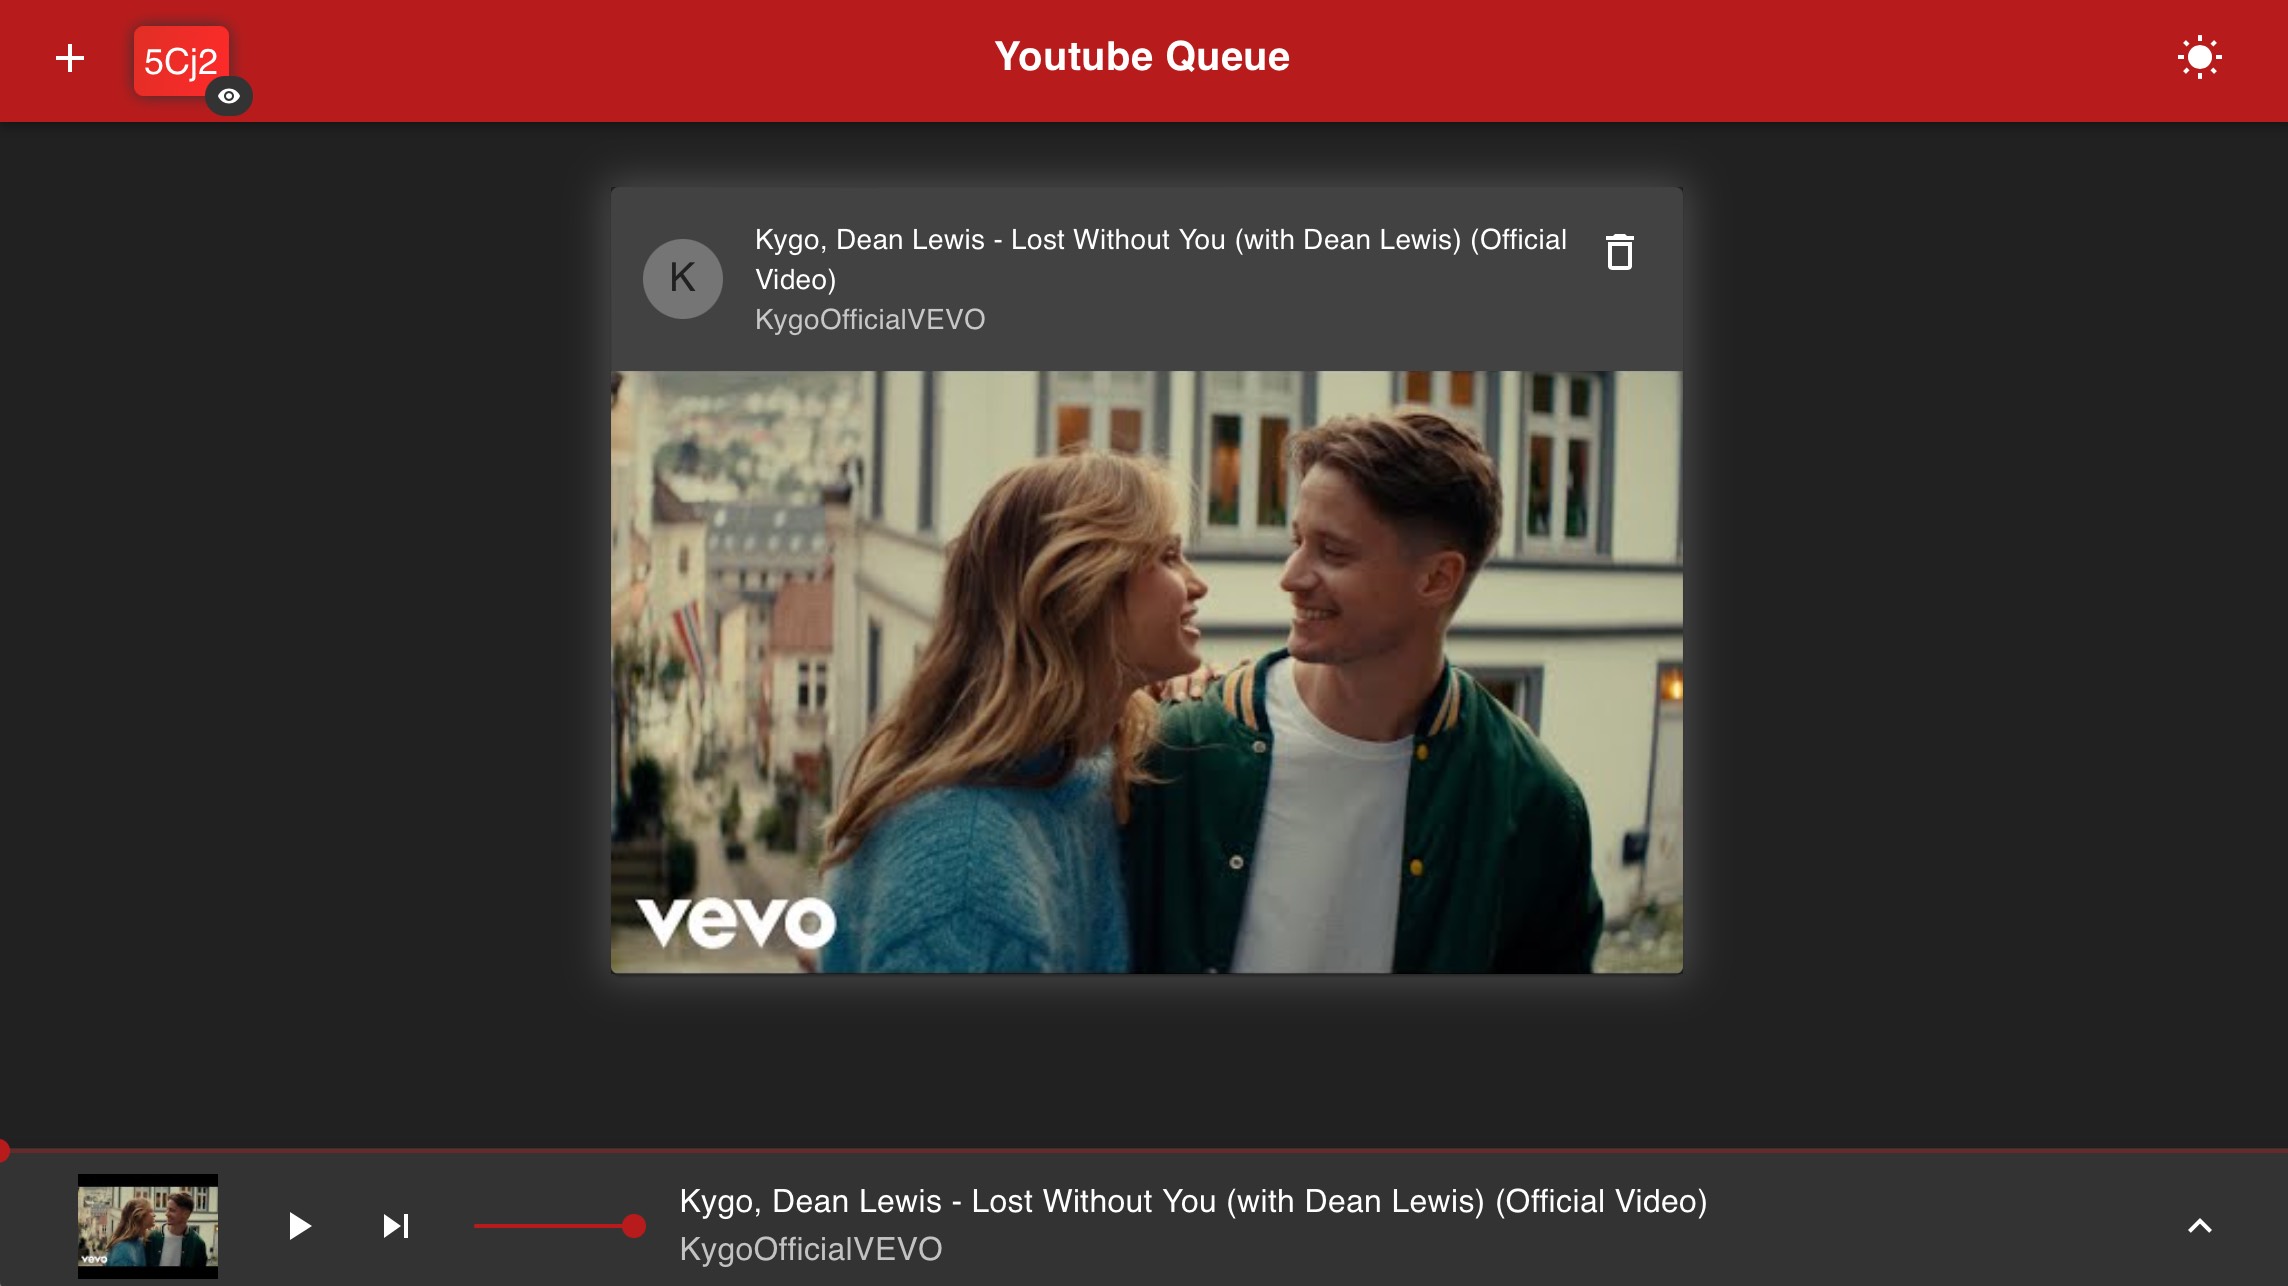 5Cj2
Youtube Queue
K
Kygo, Dean Lewis - Lost Without You (with Dean Lewis) (Official
Video)
KygoOfficialVEVO
vevo
vevo
Kygo, Dean Lewis - Lost Without You (with Dean Lewis) (Official Video)
KygoOfficialVEVO